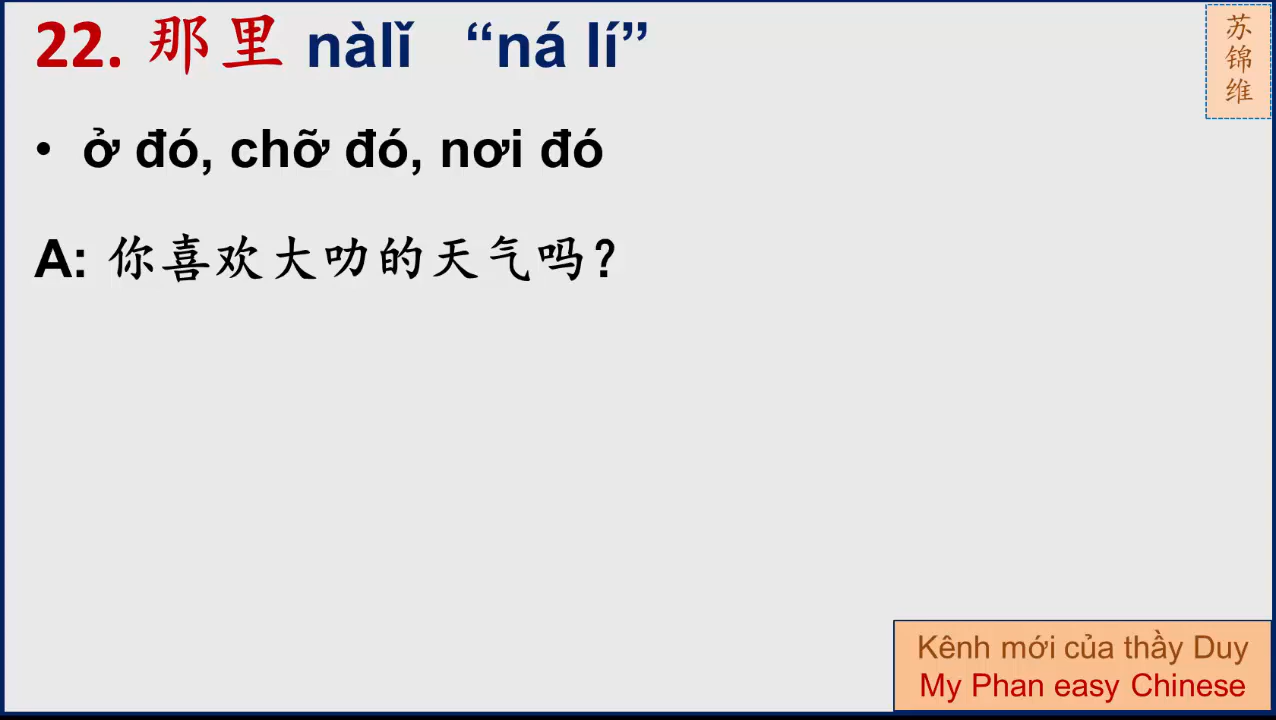 22. 那里 nàlǐ “ná lí”
苏锦维
• ở đó, chỡ đó, nơi đó
A: 你喜欢大叻的天气吗？
Kênh mới của thầy Duy
My Phan easy Chinese